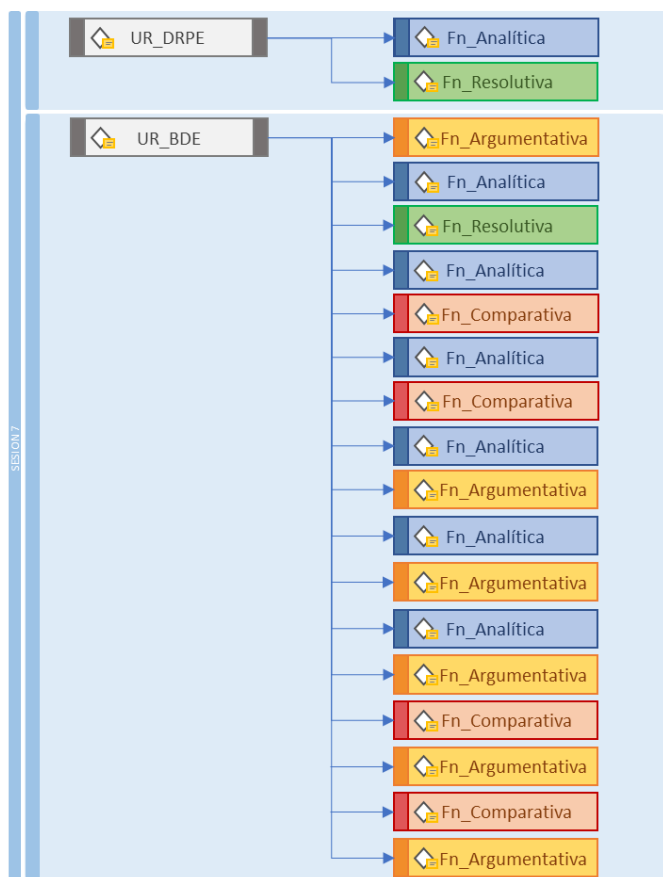 SESION 7
UR_DRPE
Fn_Analítica
Fn_Resolutiva
UR_BDE
Fn_Argumentativa
Fn_Analítica
Fn_Resolutiva
Fn_Analítica
Fn_Comparativa
Fn_Analítica
Fn_Comparativa
Fn_Analítica
Fn_Argumentativa
Fn_Analítica
Fn_Argumentativa
Fn_Analítica
Fn_Argumentativa
Fn_Comparativa
Fn_Argumentativa
Fn_Comparativa
Fn_Argumentativa